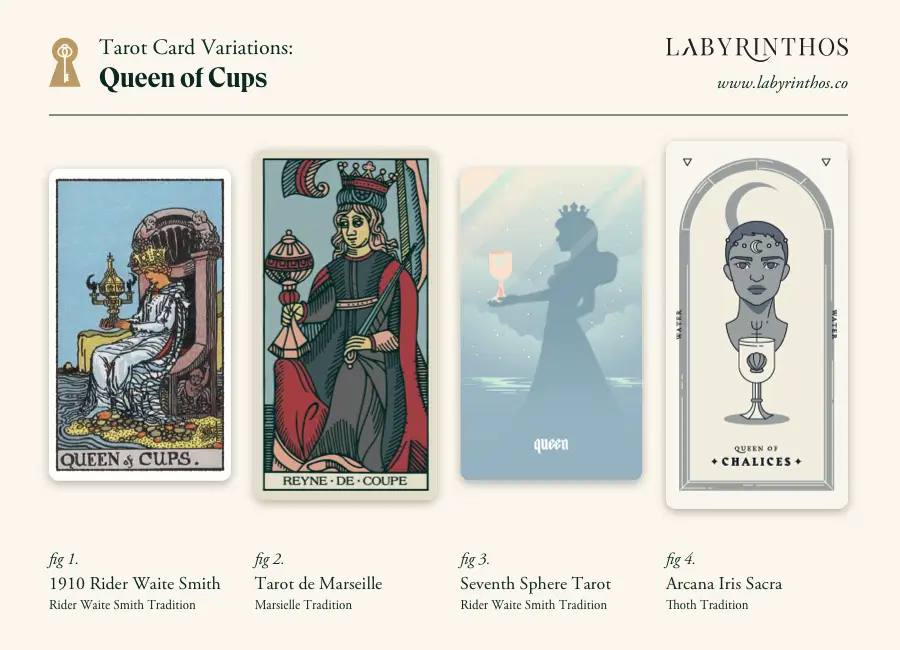 Tarot Card Variations:
Queen of Cups
LABYRINTHOS
www.labyrinthos.co
QUEEN of CUPS.
REYNE·DE·COUPE
queen
WATER
WATER
QUEEN OF
CHALICES
fig 1.
1910 Rider Waite Smith
Rider Waite Smith Tradition
fig 2.
Tarot de Marseille
Marsielle Tradition
fig 3.
Seventh Sphere Tarot
Rider Waite Smith Tradition
fig 4.
Arcana Iris Sacra
Thoth Tradition